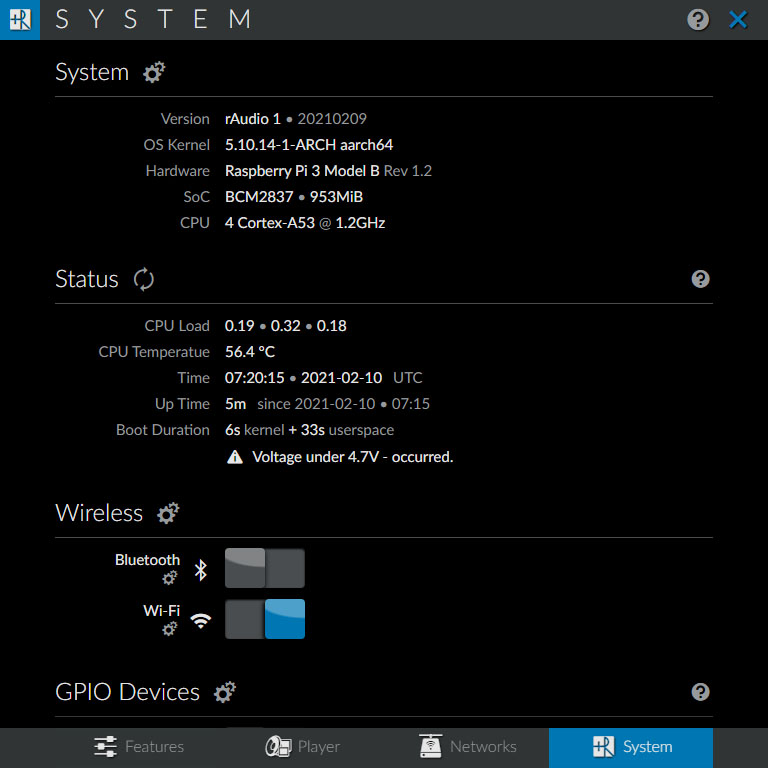 S Y S T E M
System
Version rAudio 1 • 20210209
OS Kernel 5.10.14-1-ARCH aarch64
Hardware Raspberry Pi 3 Model B Rev 1.2
SoC BCM2837 • 953MiB
CPU 4 Cortex-A53 @ 1.2GHz
Status
CPU Load 0.19 • 0.32 • 0.18
CPU Temperatue 56.4 °C
Time 07:20:15 • 2021-02-10 UTC
Up Time 5m since 2021-02-10 • 07:15
Boot Duration 6s kernel + 33s userspace
Voltage under 4.7V - occurred.
Wireless
Bluetooth
Wi-Fi
GPIO Devices
Features Player Networks System